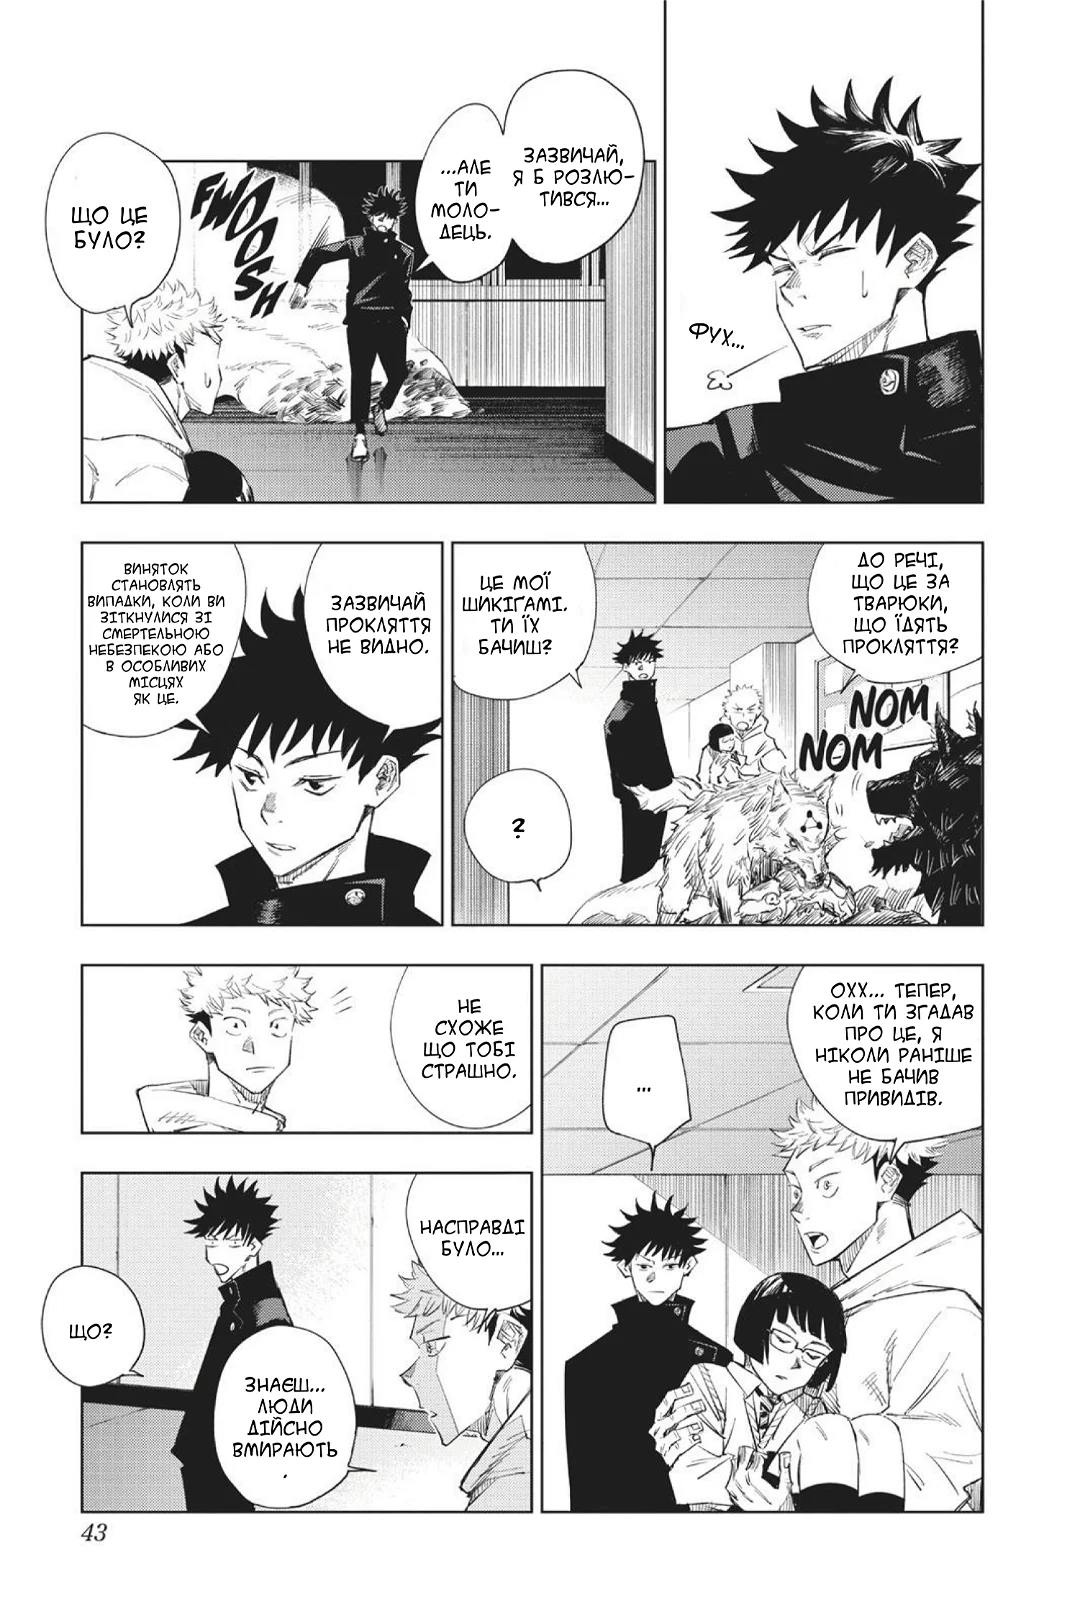 ФУХ...
ЗАЗВИЧАЙ,
Я Б РОЗЛЮ-
ТИВСЯ...
...АЛЕ
ТИ
МОЛО-
ДЕЦЬ.
FWOOSH
ЩО ЦЕ
БУЛО?
ДО РЕЧІ,
ЩО ЦЕ ЗА
ТВАРЮКИ,
ЩО ЇДЯТЬ
ПРОКЛЯТТЯ?
NOM
NOM
ЦЕ МОЇ
ШИКІҐАМІ.
ТИ ЇХ
БАЧИШ?
?
ЗАЗВИЧАЙ
ПРОКЛЯТТЯ
НЕ ВИДНО.
ВИНЯТОК
СТАНОВЛЯТЬ
ВИПАДКИ, КОЛИ ВИ
ЗІТКНУЛИСЯ ЗІ
СМЕРТЕЛЬНОЮ
НЕБЕЗПЕКОЮ АБО
В ОСОБЛИВИХ
МІСЦЯХ
ЯК ЦЕ.
ОХХ... ТЕПЕР,
КОЛИ ТИ ЗГАДАВ
ПРО ЦЕ, Я
НІКОЛИ РАНІШЕ
НЕ БАЧИВ
ПРИВИДІВ.
...
НЕ
СХОЖЕ
ЩО ТОБІ
СТРАШНО.
НАСПРАВДІ
БУЛО...
ЗНАЄШ...
ЛЮДИ
ДІЙСНО
ВМИРАЮТЬ
.
ЩО?
43